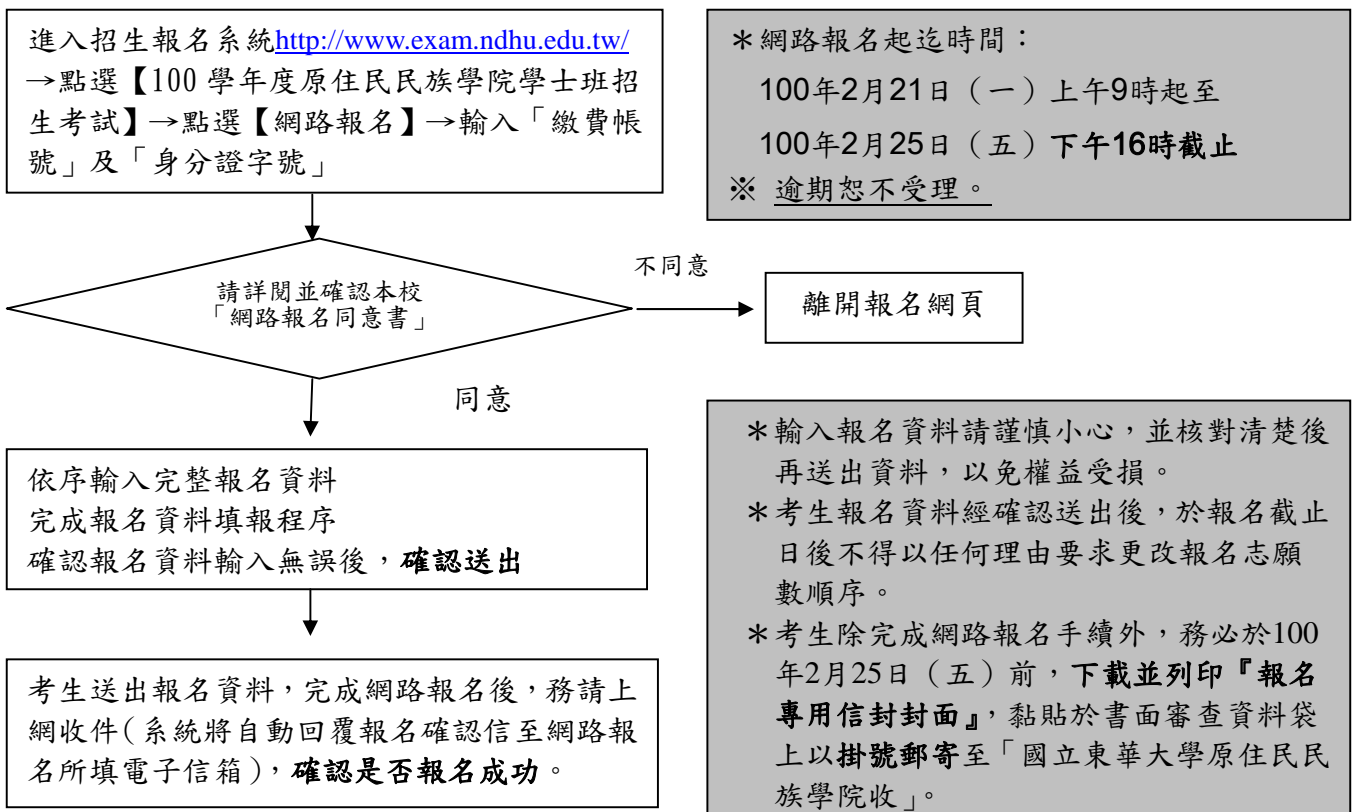 進入招生報名系統http://www.exam.ndhu.edu.tw/
→點選【100 學年度原住民民族學院學士班招
生考試】→點選【網路報名】→輸入「繳費帳
號」及「身分證字號」
＊網路報名起迄時間：
100年2月21日（一）上午9時起至
100年2月25日（五）下午16時截止
※ 逾期恕不受理。
請詳閱並確認本校
「網路報名同意書」
不同意
離開報名網頁
同意
依序輸入完整報名資料
完成報名資料填報程序
確認報名資料輸入無誤後，確認送出
考生送出報名資料，完成網路報名後，務請上
網收件（系統將自動回覆報名確認信至網路報
名所填電子信箱），確認是否報名成功。
＊輸入報名資料請謹慎小心，並核對清楚後
再送出資料，以免權益受損。
＊考生報名資料經確認送出後，於報名截止
日後不得以任何理由要求更改報名志願
數順序。
＊考生除完成網路報名手續外，務必於100
年2月25日（五）前，下載並列印『報名
專用信封封面』，黏貼於書面審查資料袋
上以掛號郵寄至「國立東華大學原住民民
族學院收」。